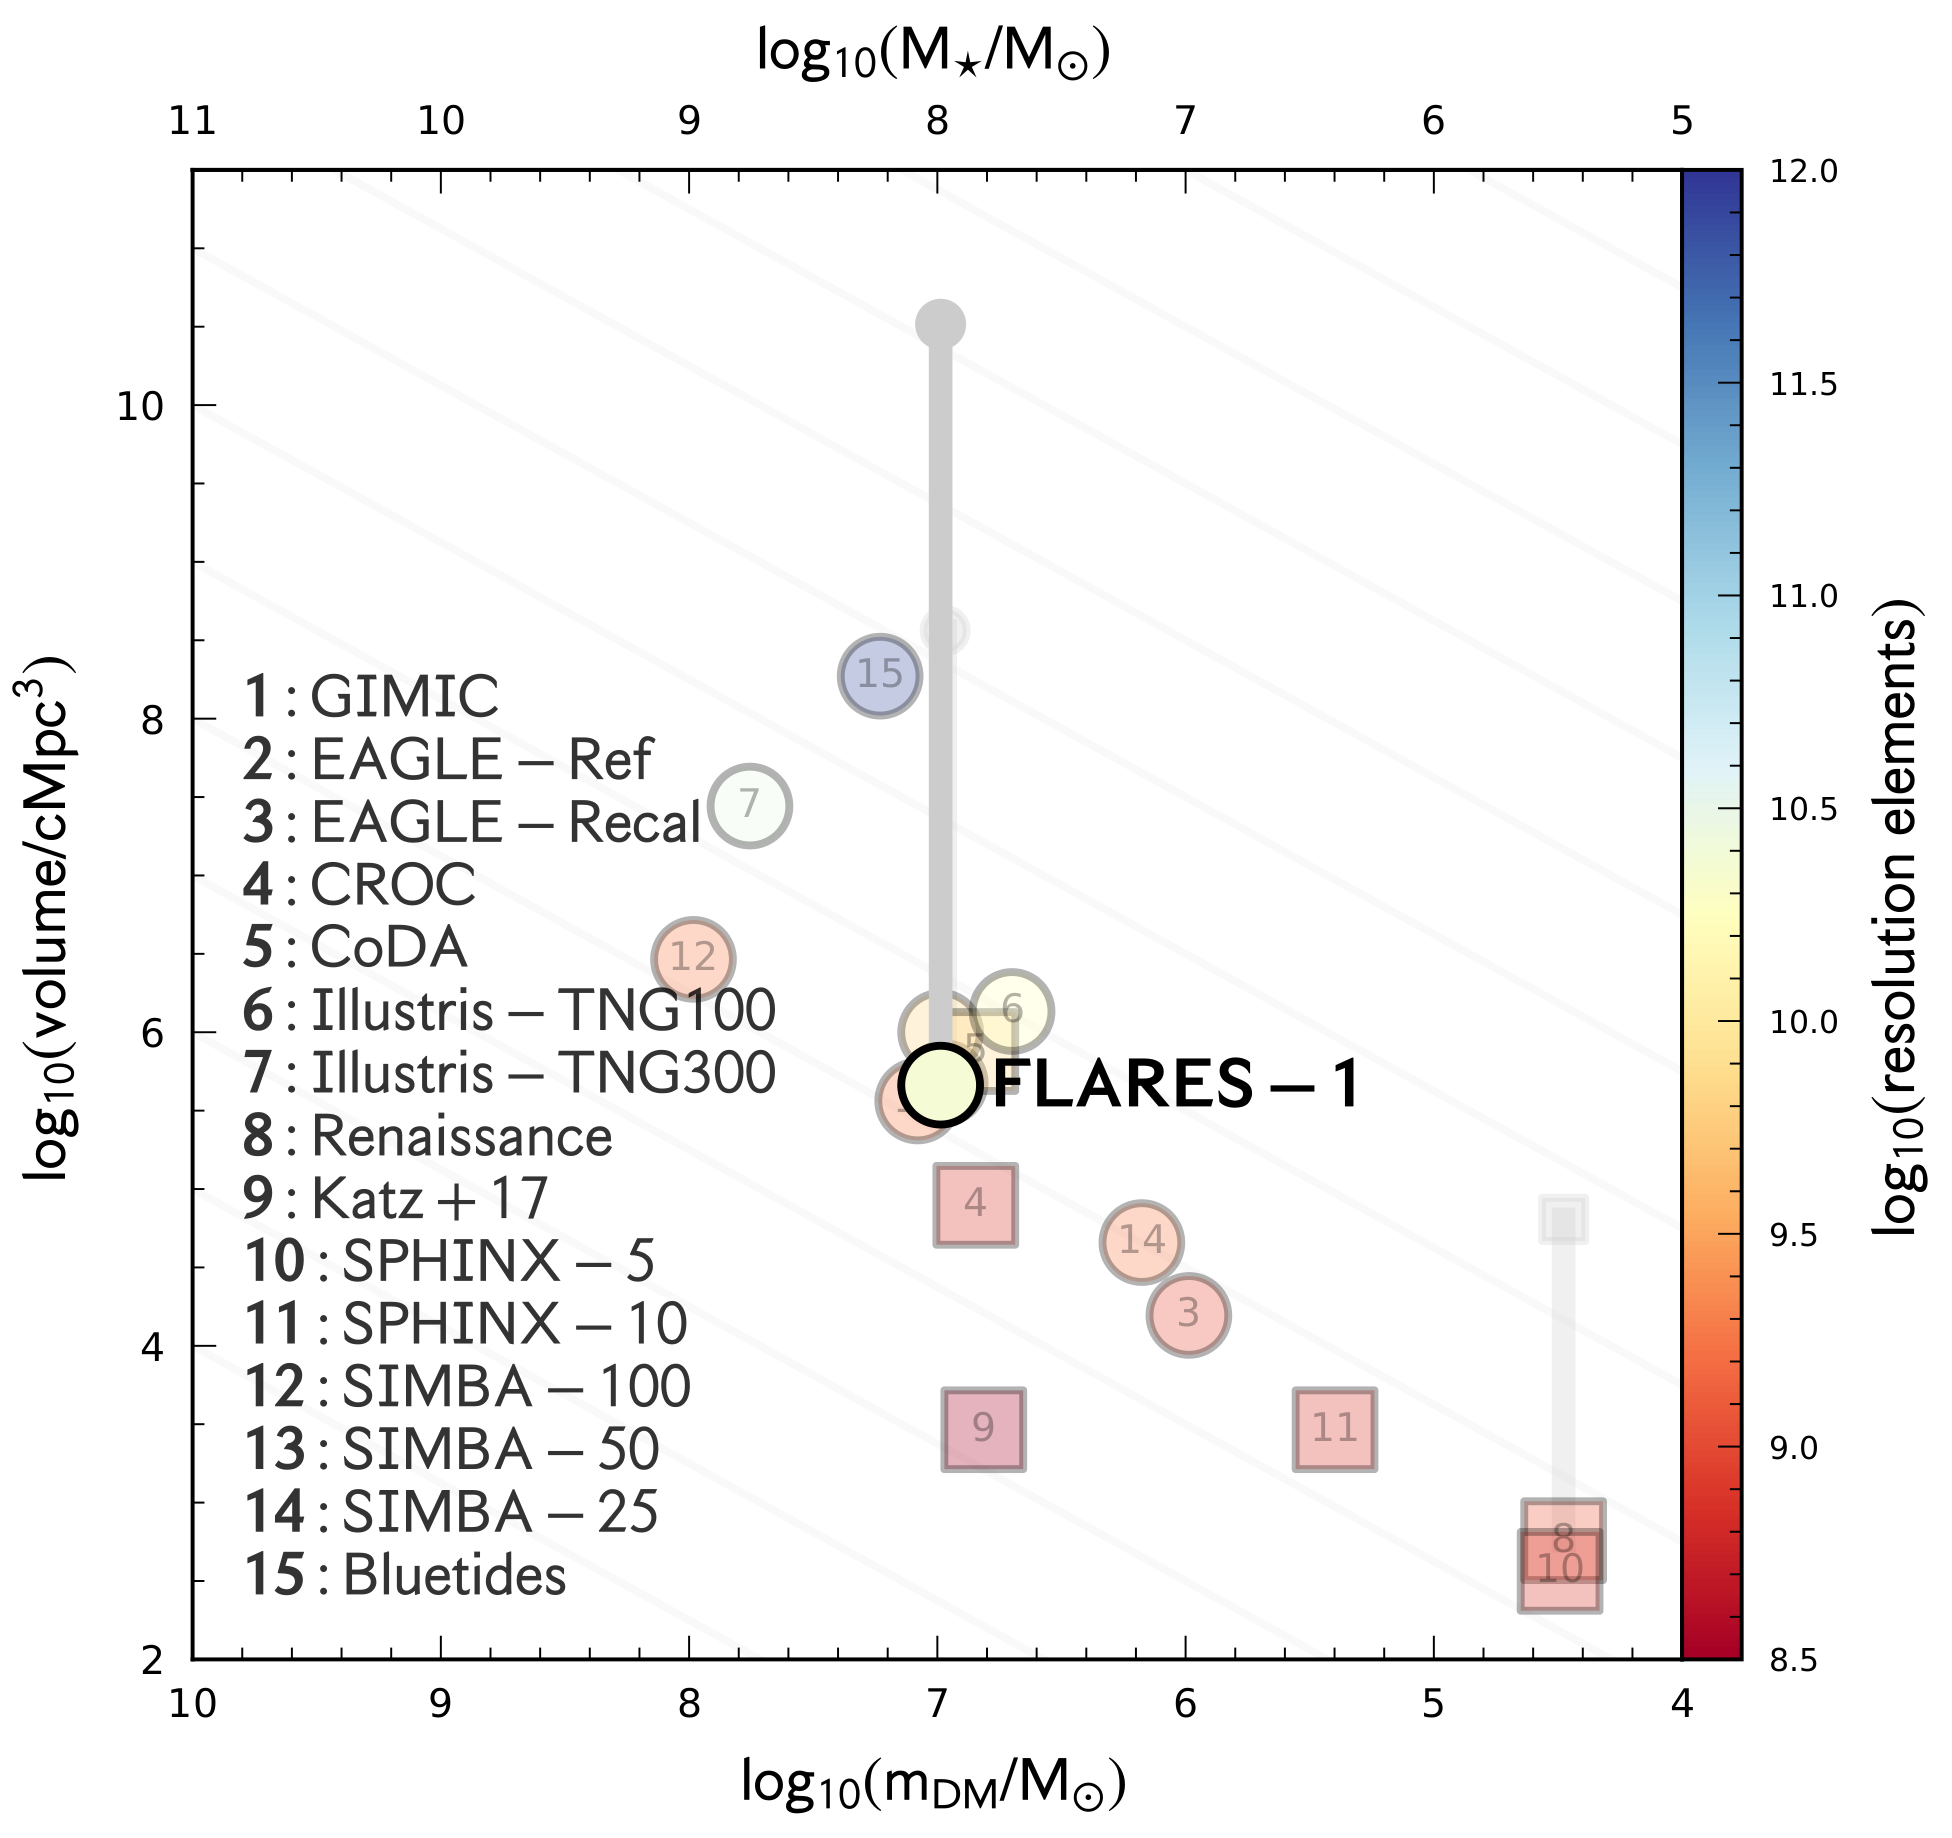 log₁₀(M★/M⊙)
11 10 9 8 7 6 5
12.0
11.5
11.0
10.5
10.0
9.5
9.0
8.5
log₁₀(resolution elements)
log₁₀(volume/cMpc³)
10
8
6
4
2
15
7
12
6
5
FLARES – 1
4
14
3
9
11
8
10
1 : GIMIC
2 : EAGLE – Ref
3 : EAGLE – Recal
4 : CROC
5 : CoDA
6 : Illustris – TNG100
7 : Illustris – TNG300
8 : Renaissance
9 : Katz + 17
10 : SPHINX – 5
11 : SPHINX – 10
12 : SIMBA – 100
13 : SIMBA – 50
14 : SIMBA – 25
15 : Bluetides
10 9 8 7 6 5 4
log₁₀(m_DM/M⊙)